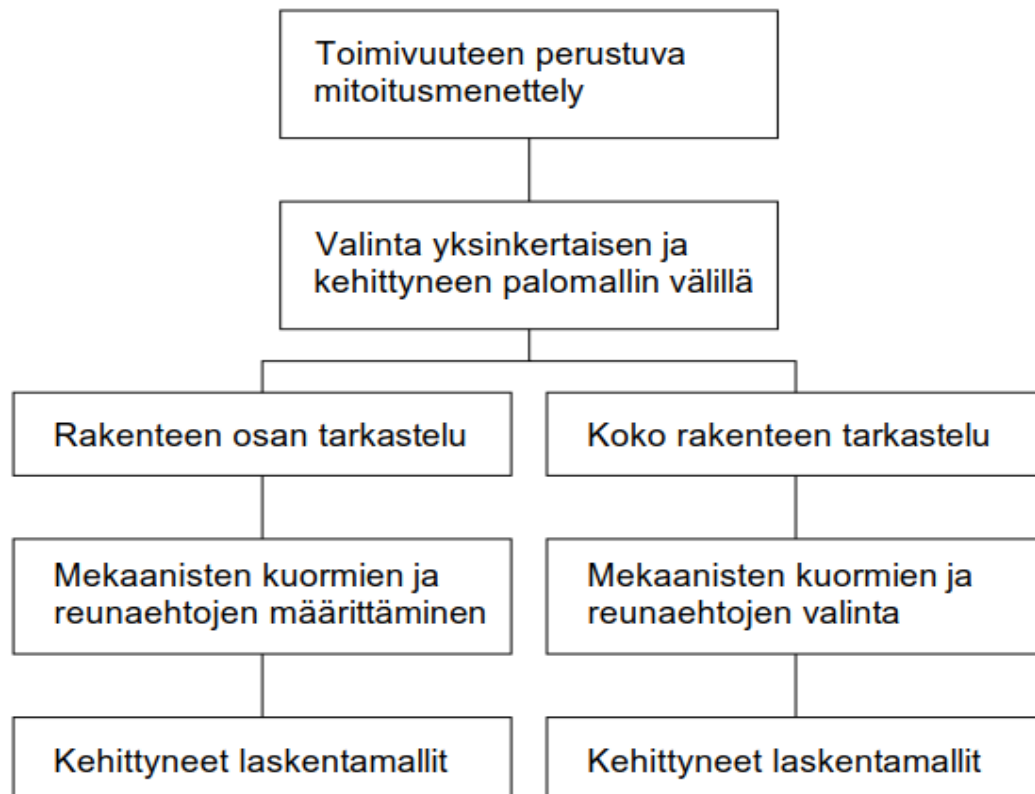 Toimivuuteen perustuva
mitoitusmenettely
Valinta yksinkertaisen ja
kehittyneen palomallin välillä
Rakenteen osan tarkastelu
Koko rakenteen tarkastelu
Mekaanisten kuormien ja
reunaehtojen määrittäminen
Mekaanisten kuormien ja
reunaehtojen valinta
Kehittyneet laskentamallit
Kehittyneet laskentamallit